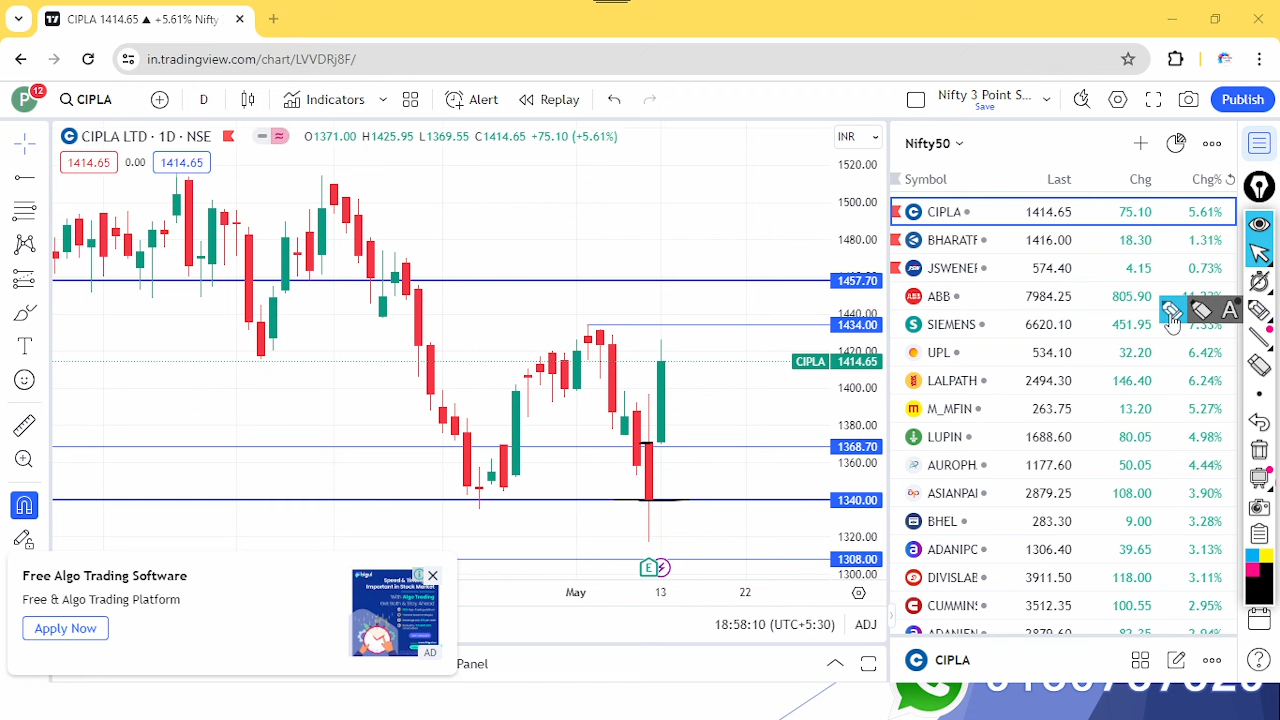 CIPLA 1414.65 ▲ +5.61% Nifty
in.tradingview.com/chart/LVVDRj8F/
P 12 CIPLA D Indicators Alert Replay Nifty 3 Point S... Save Publish
CIPLA LTD · 1D · NSE O1371.00 H1425.95 L1369.55 C1414.65 +75.10 (+5.61%) INR
1414.65 0.00 1414.65
1520.00
1500.00
1480.00
1457.70
1440.00
1434.00
CIPLA 1414.65
1400.00
1380.00
1368.70
1360.00
1340.00
1320.00
1308.00
1300.00
E
May 13 22
18:58:10 (UTC+5:30) ADJ
Panel
Nifty50
Symbol Last Chg Chg%
CIPLA 1414.65 75.10 5.61%
BHARATF 1416.00 18.30 1.31%
JSWENER 574.40 4.15 0.73%
ABB 7984.25 805.90
SIEMENS 6620.10 451.95
UPL 534.10 32.20 6.42%
LALPATH 2494.30 146.40 6.24%
M_MFIN 263.75 13.20 5.27%
LUPIN 1688.60 80.05 4.98%
AUROPH 1177.60 50.05 4.44%
ASIANPAI 2879.25 108.00 3.90%
BHEL 283.30 9.00 3.28%
ADANIPC 1306.40 39.65 3.13%
DIVISLAB 3911.50 118.00 3.11%
CUMMINS 3512.35 100.55 2.95%
A
CIPLA
Free Algo Trading Software
Free & Algo Trading Platform
Apply Now
AD